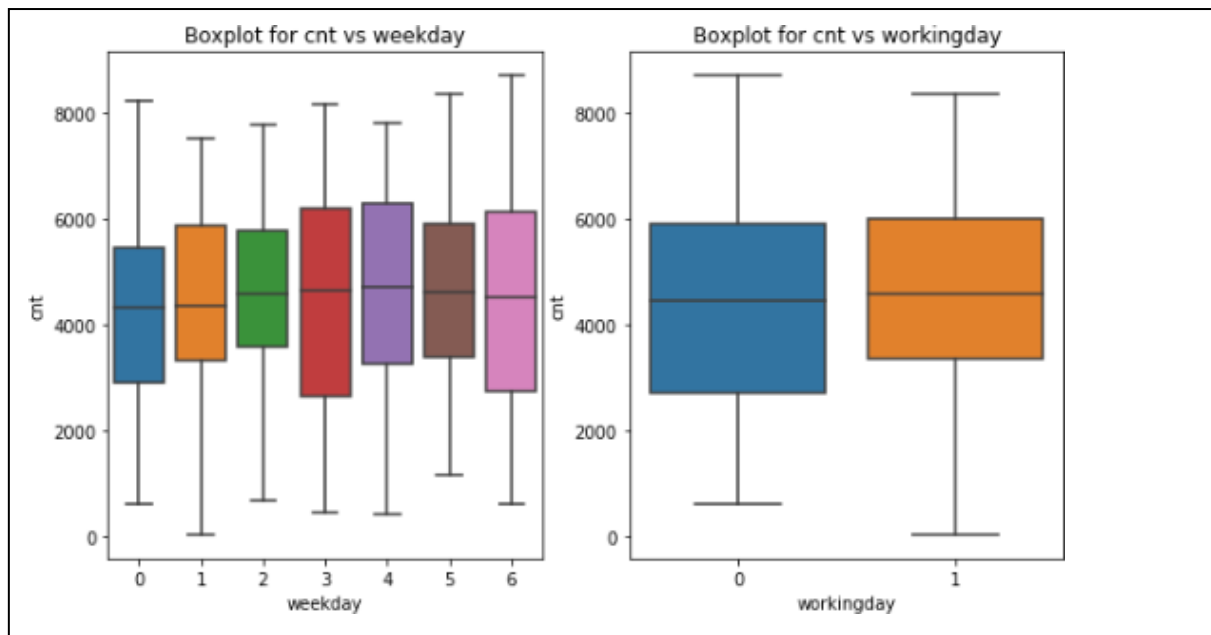 Boxplot for cnt vs weekday
8000
6000
4000
2000
0
cnt
0 1 2 3 4 5 6
weekday
Boxplot for cnt vs workingday
8000
6000
4000
2000
0
cnt
0 1
workingday